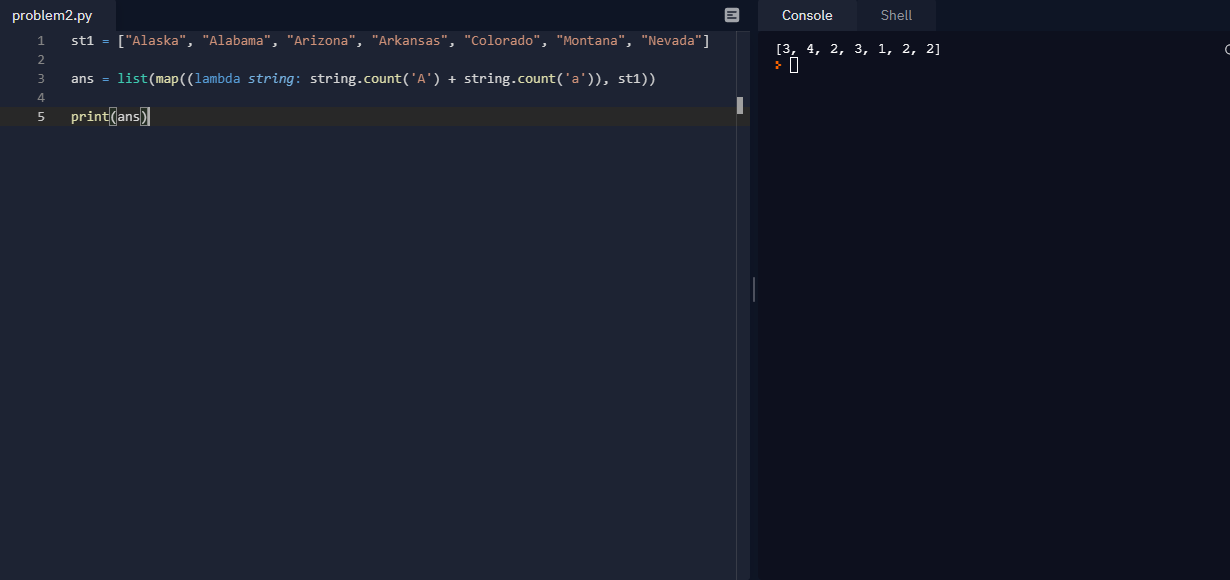 problem2.py
1 st1 = ["Alaska", "Alabama", "Arizona", "Arkansas", "Colorado", "Montana", "Nevada"]
2
3 ans = list(map((lambda string: string.count('A') + string.count('a')), st1))
4
5 print(ans)
Console Shell
[3, 4, 2, 3, 1, 2, 2]